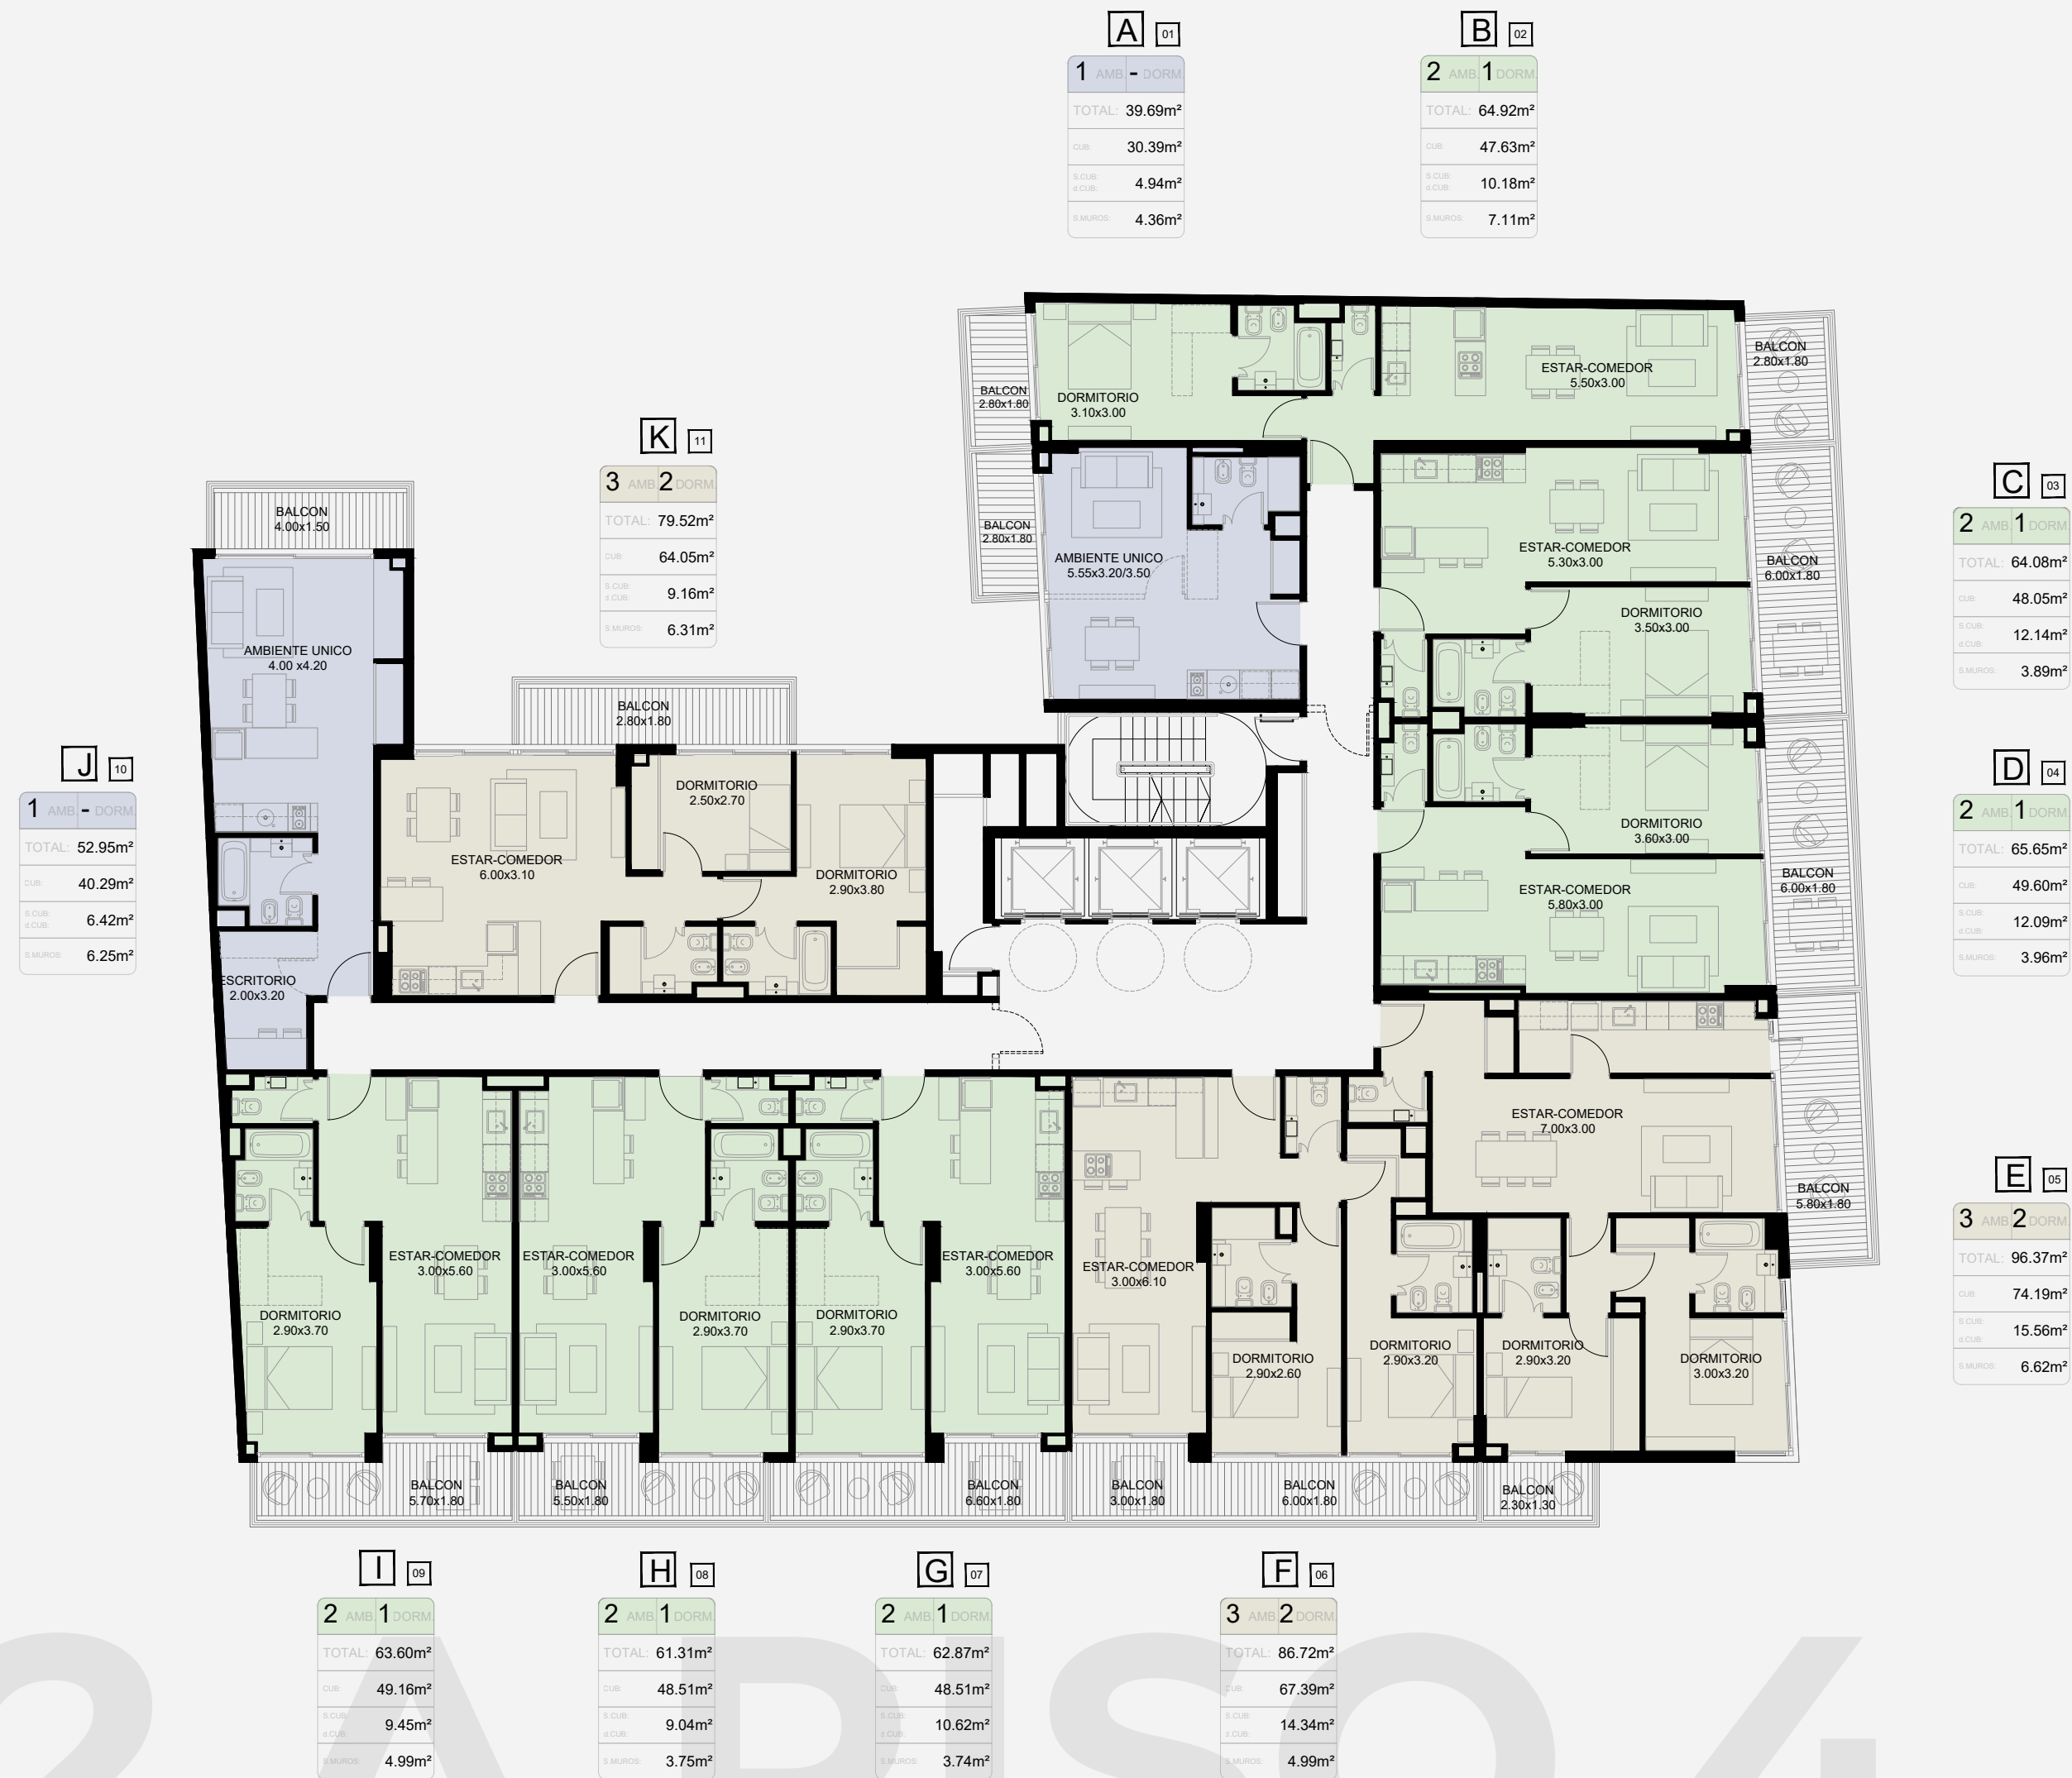 A 01
1 AMB. - DORM.
TOTAL: 39.69m²
CUB: 30.39m²
S.CUB:
d.CUB: 4.94m²
S.MUROS: 4.36m²
B 02
2 AMB. 1 DORM.
TOTAL: 64.92m²
CUB: 47.63m²
S.CUB:
d.CUB: 10.18m²
S.MUROS: 7.11m²
K 11
3 AMB. 2 DORM.
TOTAL: 79.52m²
CUB: 64.05m²
S.CUB:
d.CUB: 9.16m²
S.MUROS: 6.31m²
C 03
2 AMB. 1 DORM.
TOTAL: 64.08m²
CUB: 48.05m²
S.CUB:
d.CUB: 12.14m²
S.MUROS: 3.89m²
J 10
1 AMB. - DORM.
TOTAL: 52.95m²
CUB: 40.29m²
S.CUB:
d.CUB: 6.42m²
S.MUROS: 6.25m²
D 04
2 AMB. 1 DORM.
TOTAL: 65.65m²
CUB: 49.60m²
S.CUB:
d.CUB: 12.09m²
S.MUROS: 3.96m²
E 05
3 AMB. 2 DORM.
TOTAL: 96.37m²
CUB: 74.19m²
S.CUB:
d.CUB: 15.56m²
S.MUROS: 6.62m²
BALCON
2.80x1.80
ESTAR-COMEDOR
5.50x3.00
BALCON
2.80x1.80
DORMITORIO
3.10x3.00
BALCON
4.00x1.50
BALCON
2.80x1.80
AMBIENTE UNICO
5.55x3.20/3.50
ESTAR-COMEDOR
5.30x3.00
BALCON
6.00x1.80
DORMITORIO
3.50x3.00
AMBIENTE UNICO
4.00 x4.20
BALCON
2.80x1.80
DORMITORIO
2.50x2.70
DORMITORIO
3.60x3.00
ESTAR-COMEDOR
6.00x3.10
DORMITORIO
2.90x3.80
ESTAR-COMEDOR
5.80x3.00
BALCON
6.00x1.80
ESCRITORIO
2.00x3.20
ESTAR-COMEDOR
7.00x3.00
BALCON
5.80x1.80
ESTAR-COMEDOR
3.00x5.60
ESTAR-COMEDOR
3.00x5.60
ESTAR-COMEDOR
3.00x5.60
ESTAR-COMEDOR
3.00x6.10
DORMITORIO
2.90x3.70
DORMITORIO
2.90x3.70
DORMITORIO
2.90x3.70
DORMITORIO
2.90x2.60
DORMITORIO
2.90x3.20
DORMITORIO
2.90x3.20
DORMITORIO
3.00x3.20
BALCON
5.70x1.80
BALCON
5.50x1.80
BALCON
6.60x1.80
BALCON
3.00x1.80
BALCON
6.00x1.80
BALCON
2.30x1.30
I 09
2 AMB. 1 DORM.
TOTAL: 63.60m²
CUB: 49.16m²
S.CUB:
d.CUB: 9.45m²
S.MUROS: 4.99m²
H 08
2 AMB. 1 DORM.
TOTAL: 61.31m²
CUB: 48.51m²
S.CUB:
d.CUB: 9.04m²
S.MUROS: 3.75m²
G 07
2 AMB. 1 DORM.
TOTAL: 62.87m²
CUB: 48.51m²
S.CUB:
d.CUB: 10.62m²
S.MUROS: 3.74m²
F 06
3 AMB. 2 DORM.
TOTAL: 86.72m²
CUB: 67.39m²
S.CUB:
d.CUB: 14.34m²
S.MUROS: 4.99m²
2 A PISO 4